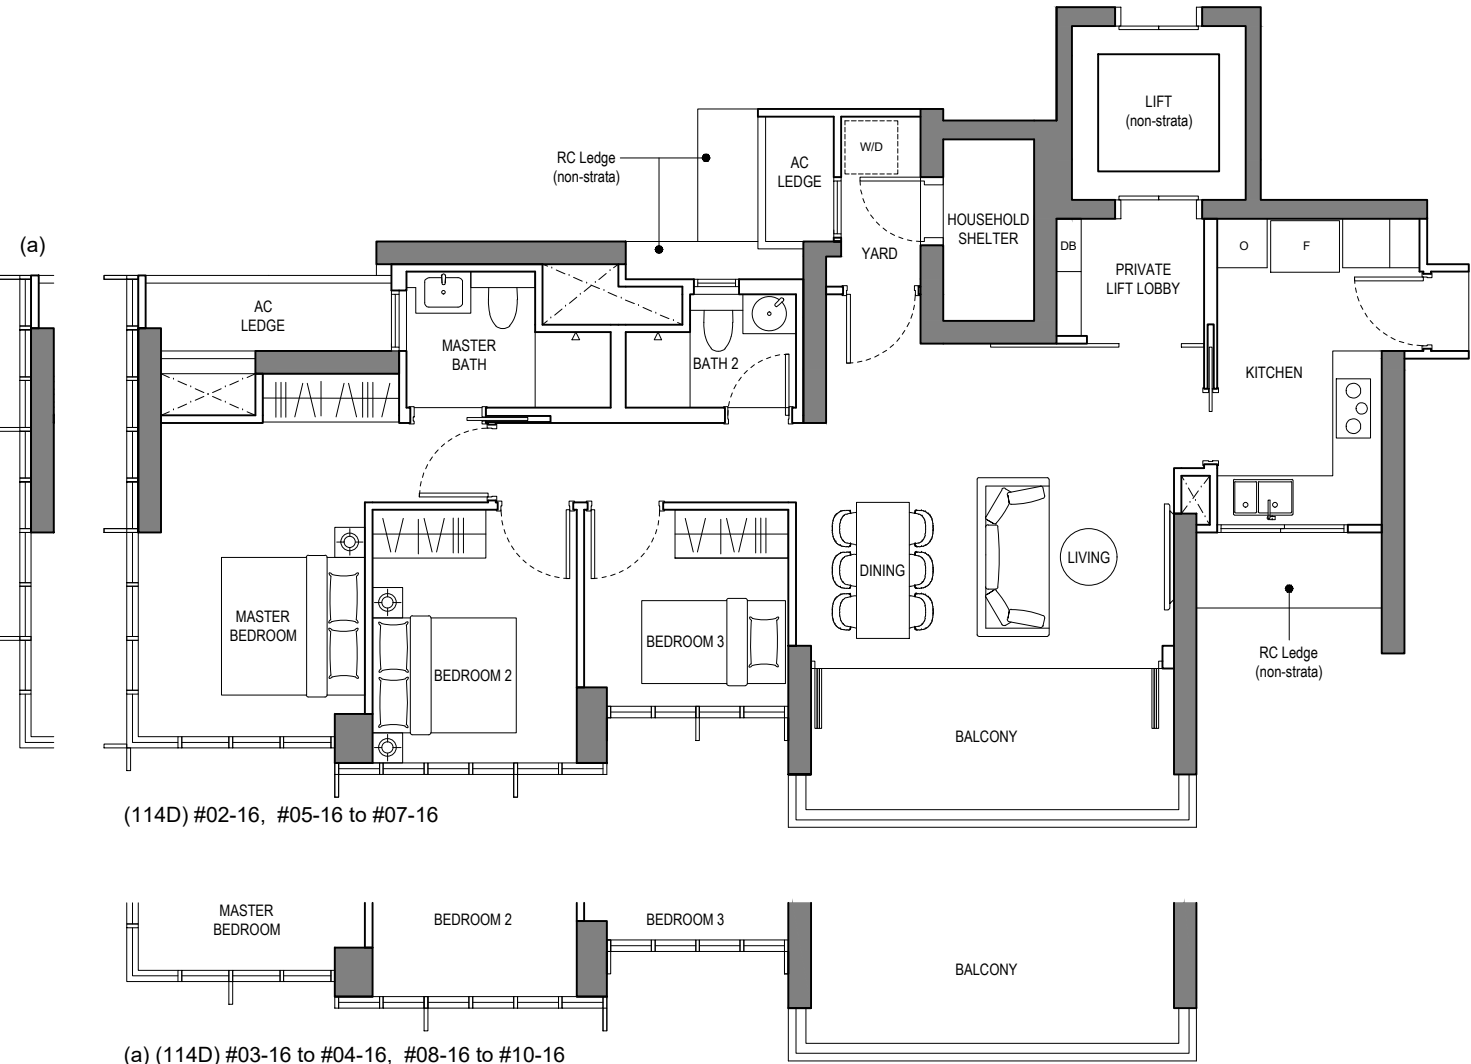 LIFT
(non-strata)
RC Ledge
(non-strata)
AC
LEDGE
W/D
HOUSEHOLD
SHELTER
YARD
DB
PRIVATE
LIFT LOBBY
O
F
(a)
AC
LEDGE
MASTER
BATH
BATH 2
KITCHEN
MASTER
BEDROOM
BEDROOM 2
BEDROOM 3
DINING
LIVING
RC Ledge
(non-strata)
BALCONY
(114D) #02-16, #05-16 to #07-16
MASTER
BEDROOM
BEDROOM 2
BEDROOM 3
BALCONY
(a) (114D) #03-16 to #04-16, #08-16 to #10-16